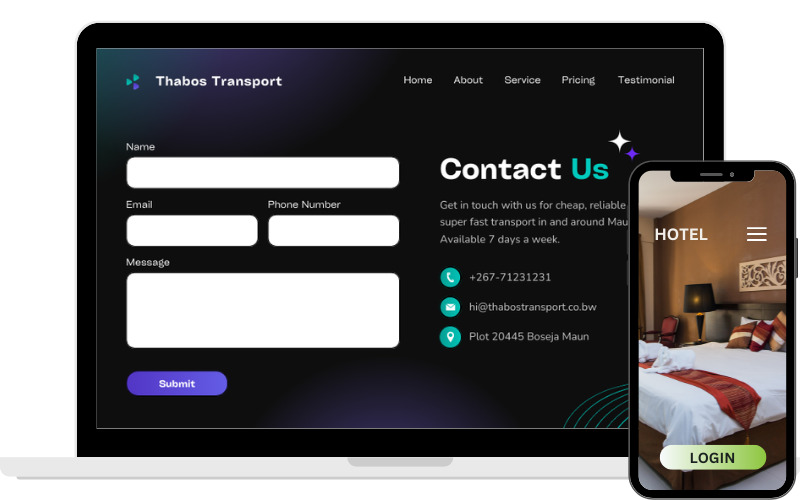 Thabos Transport
Home About Service Pricing Testimonial
Name
Email Phone Number
Message
Submit
Contact Us
Get in touch with us for cheap, reliable
super fast transport in and around
Available 7 days a week.
+267-71231231
hi@thabostransport.co.bw
Plot 20445 Boseja Maun
HOTEL
LOGIN